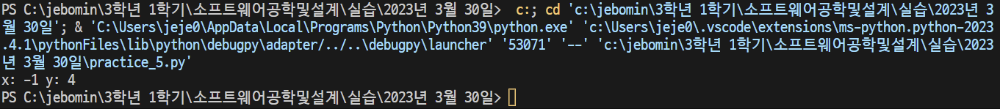 PS C:\jebomin\3학년 1학기\소프트웨어공학및설계\실습\2023년 3월 30일>  c:; cd 'c:\jebomin\3학년 1학기\소프트웨어공학및설계\실습\2023년 3
월 30일'; & 'C:\Users\jeje0\AppData\Local\Programs\Python\Python39\python.exe' 'c:\Users\jeje0\.vscode\extensions\ms-python.python-2023
.4.1\pythonFiles\lib\python\debugpy\adapter/../..\debugpy\launcher' '53071' '--' 'c:\jebomin\3학년 1학기\소프트웨어공학및설계\실습\2023
년 3월 30일\practice_5.py'
x: -1 y: 4
PS C:\jebomin\3학년 1학기\소프트웨어공학및설계\실습\2023년 3월 30일>